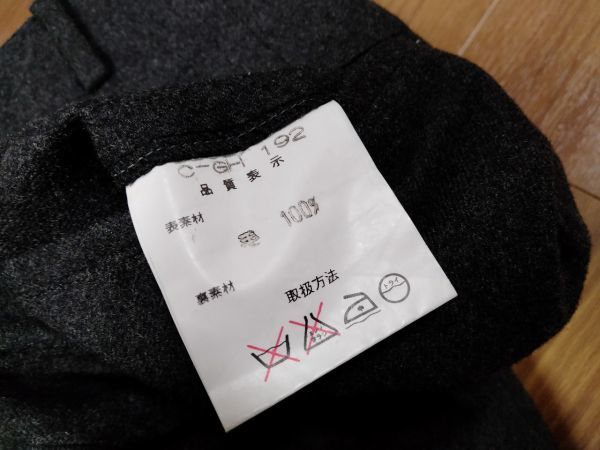 C-GH 192
品質表示
表素材
毛 100%
裏素材
取扱方法
ドライ